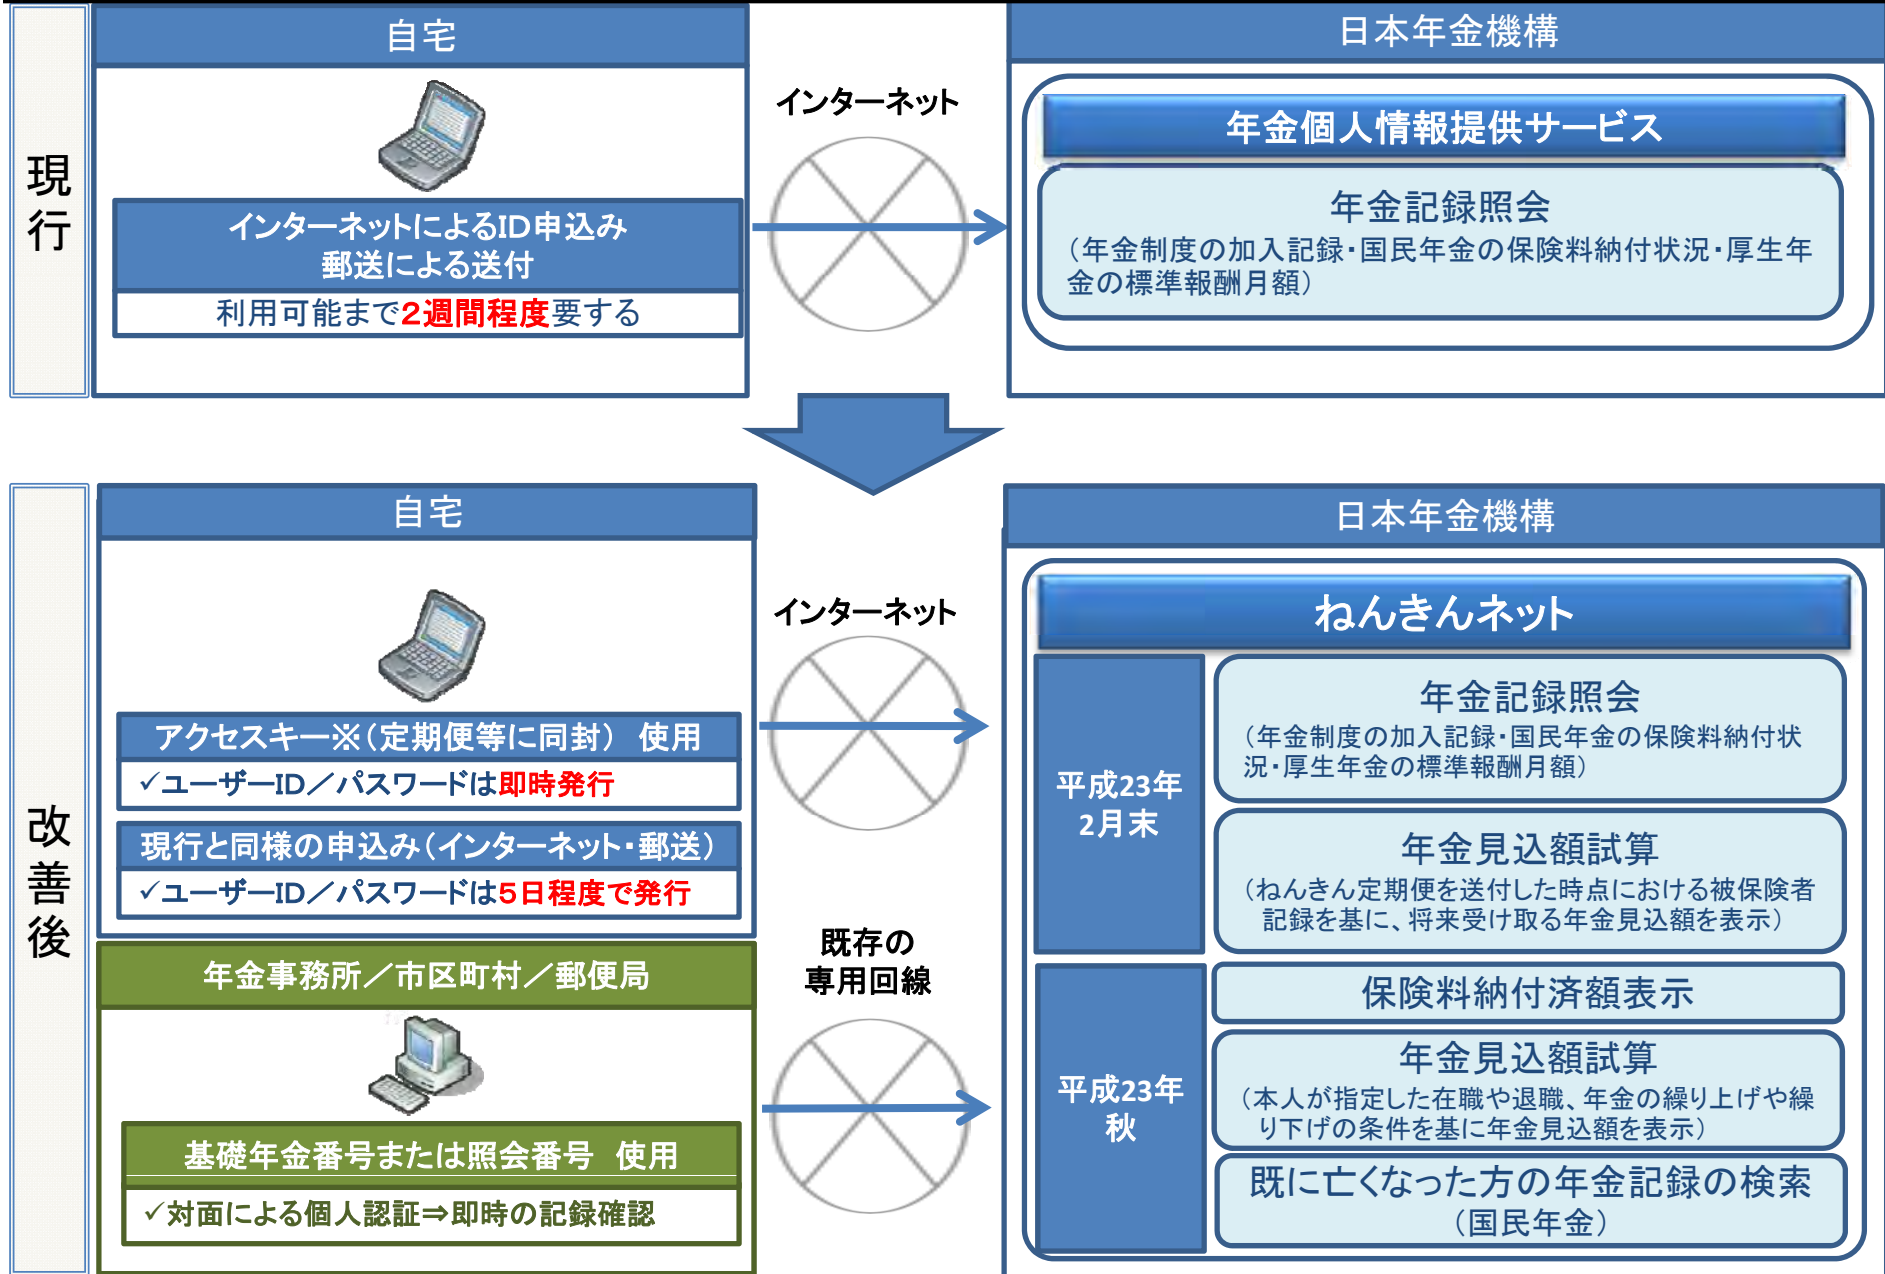 現行
自宅
インターネットによるID申込み
郵送による送付
利用可能まで2週間程度要する
インターネット
日本年金機構
年金個人情報提供サービス
年金記録照会
（年金制度の加入記録・国民年金の保険料納付状況・厚生年
金の標準報酬月額）
改善後
自宅
アクセスキー※（定期便等に同封）　使用
✓ユーザーID／パスワードは即時発行
現行と同様の申込み（インターネット・郵送）
✓ユーザーID／パスワードは5日程度で発行
年金事務所／市区町村／郵便局
基礎年金番号または照会番号　使用
✓対面による個人認証⇒即時の記録確認
インターネット
既存の
専用回線
日本年金機構
ねんきんネット
平成23年
2月末
年金記録照会
（年金制度の加入記録・国民年金の保険料納付状
況・厚生年金の標準報酬月額）
年金見込額試算
（ねんきん定期便を送付した時点における被保険者
記録を基に、将来受け取る年金見込額を表示）
平成23年
秋
保険料納付済額表示
年金見込額試算
（本人が指定した在職や退職、年金の繰り上げや繰
り下げの条件を基に年金見込額を表示）
既に亡くなった方の年金記録の検索
（国民年金）